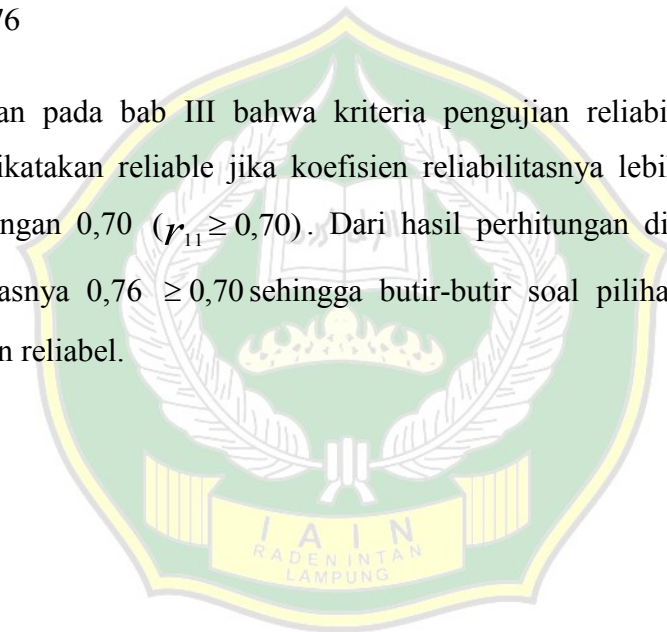 76
an pada bab III bahwa kriteria pengujian reliabi
ikatakan reliable jika koefisien reliabilitasnya lebil
ngan 0,70 (r₁₁ ≥ 0,70). Dari hasil perhitungan di
asnya 0,76 ≥ 0,70 sehingga butir-butir soal piliha
n reliabel.
IAIN
RADEN INTAN
LAMPUNG